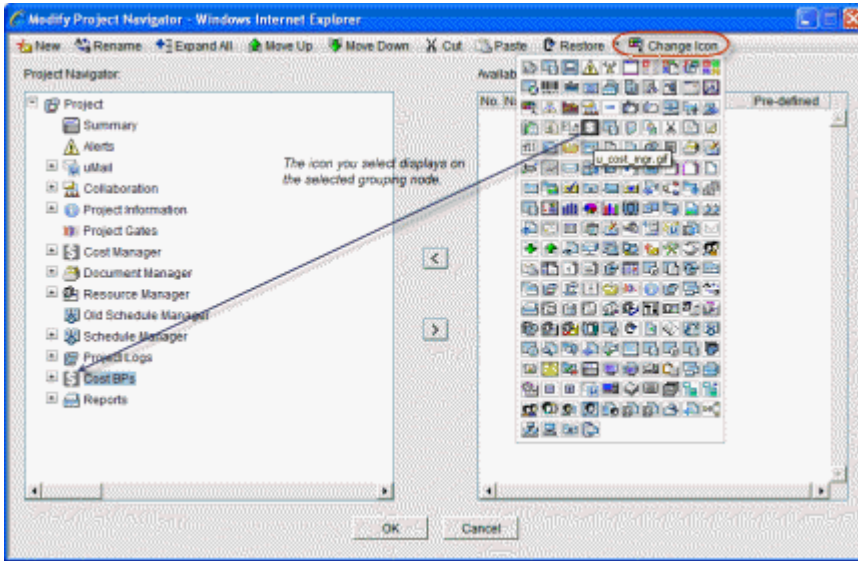 Modify Project Navigator - Windows Internet Explorer
New Rename Expand All Move Up Move Down Cut Paste Restore Change Icon
Project Navigator:
Availab
No. N
Pre-defined
Project
Summary
Alerts
uMail
Collaboration
Project Information
Project Gates
Cost Manager
Document Manager
Resource Manager
Old Schedule Manager
Schedule Manager
Project Logs
Cost BPs
Reports
The icon you select displays on
the selected grouping node.
u_cost_mgr.gif
<
>
OK Cancel